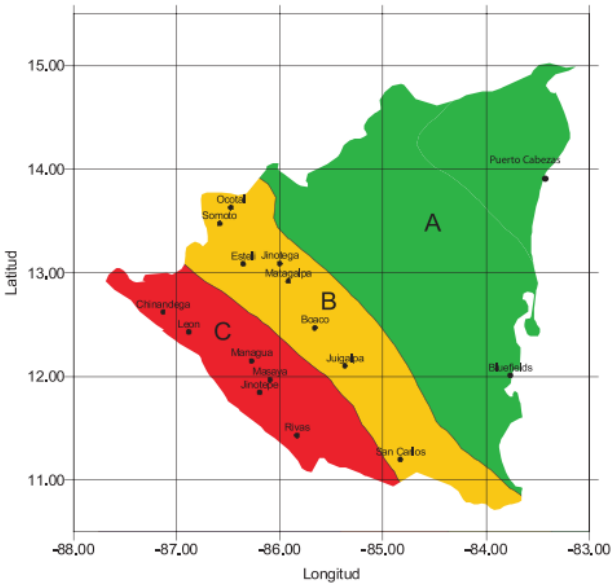 15.00
14.00
13.00
12.00
11.00
Latitud
Puerto Cabezas
A
Ocotal
Somoto
Esteli
Jinotega
Matagalpa
B
Chinandega
Boaco
Leon
C
Managua
Juigalpa
Masaya
Bluefields
Jinotepe
Rivas
San Carlos
-88.00 -87.00 -86.00 -85.00 -84.00 -83.00
Longitud